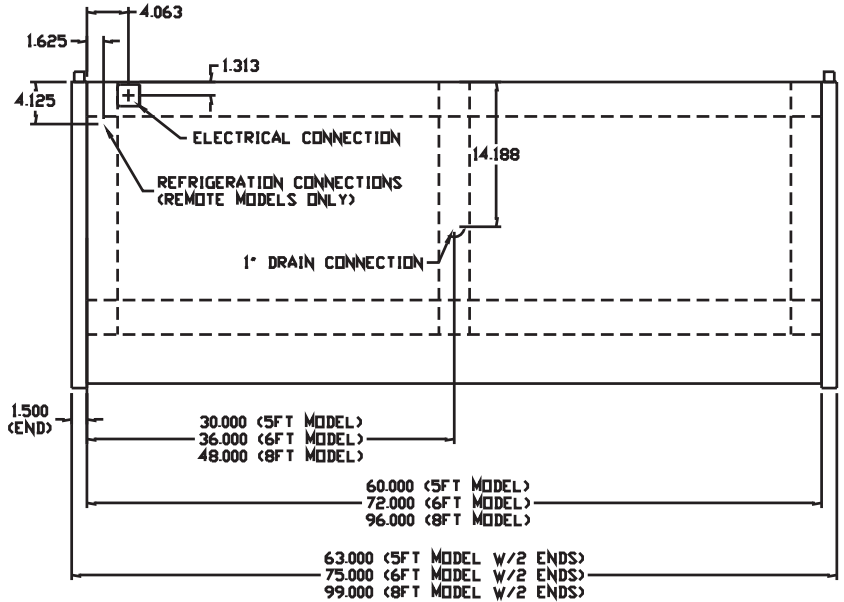 4.063
1.625
1.313
4.125
ELECTRICAL CONNECTION
14.188
REFRIGERATION CONNECTIONS
(REMOTE MODELS ONLY)
1" DRAIN CONNECTION
1.500
(END)
30.000 (5FT MODEL)
36.000 (6FT MODEL)
48.000 (8FT MODEL)
60.000 (5FT MODEL)
72.000 (6FT MODEL)
96.000 (8FT MODEL)
63.000 (5FT MODEL W/2 ENDS)
75.000 (6FT MODEL W/2 ENDS)
99.000 (8FT MODEL W/2 ENDS)